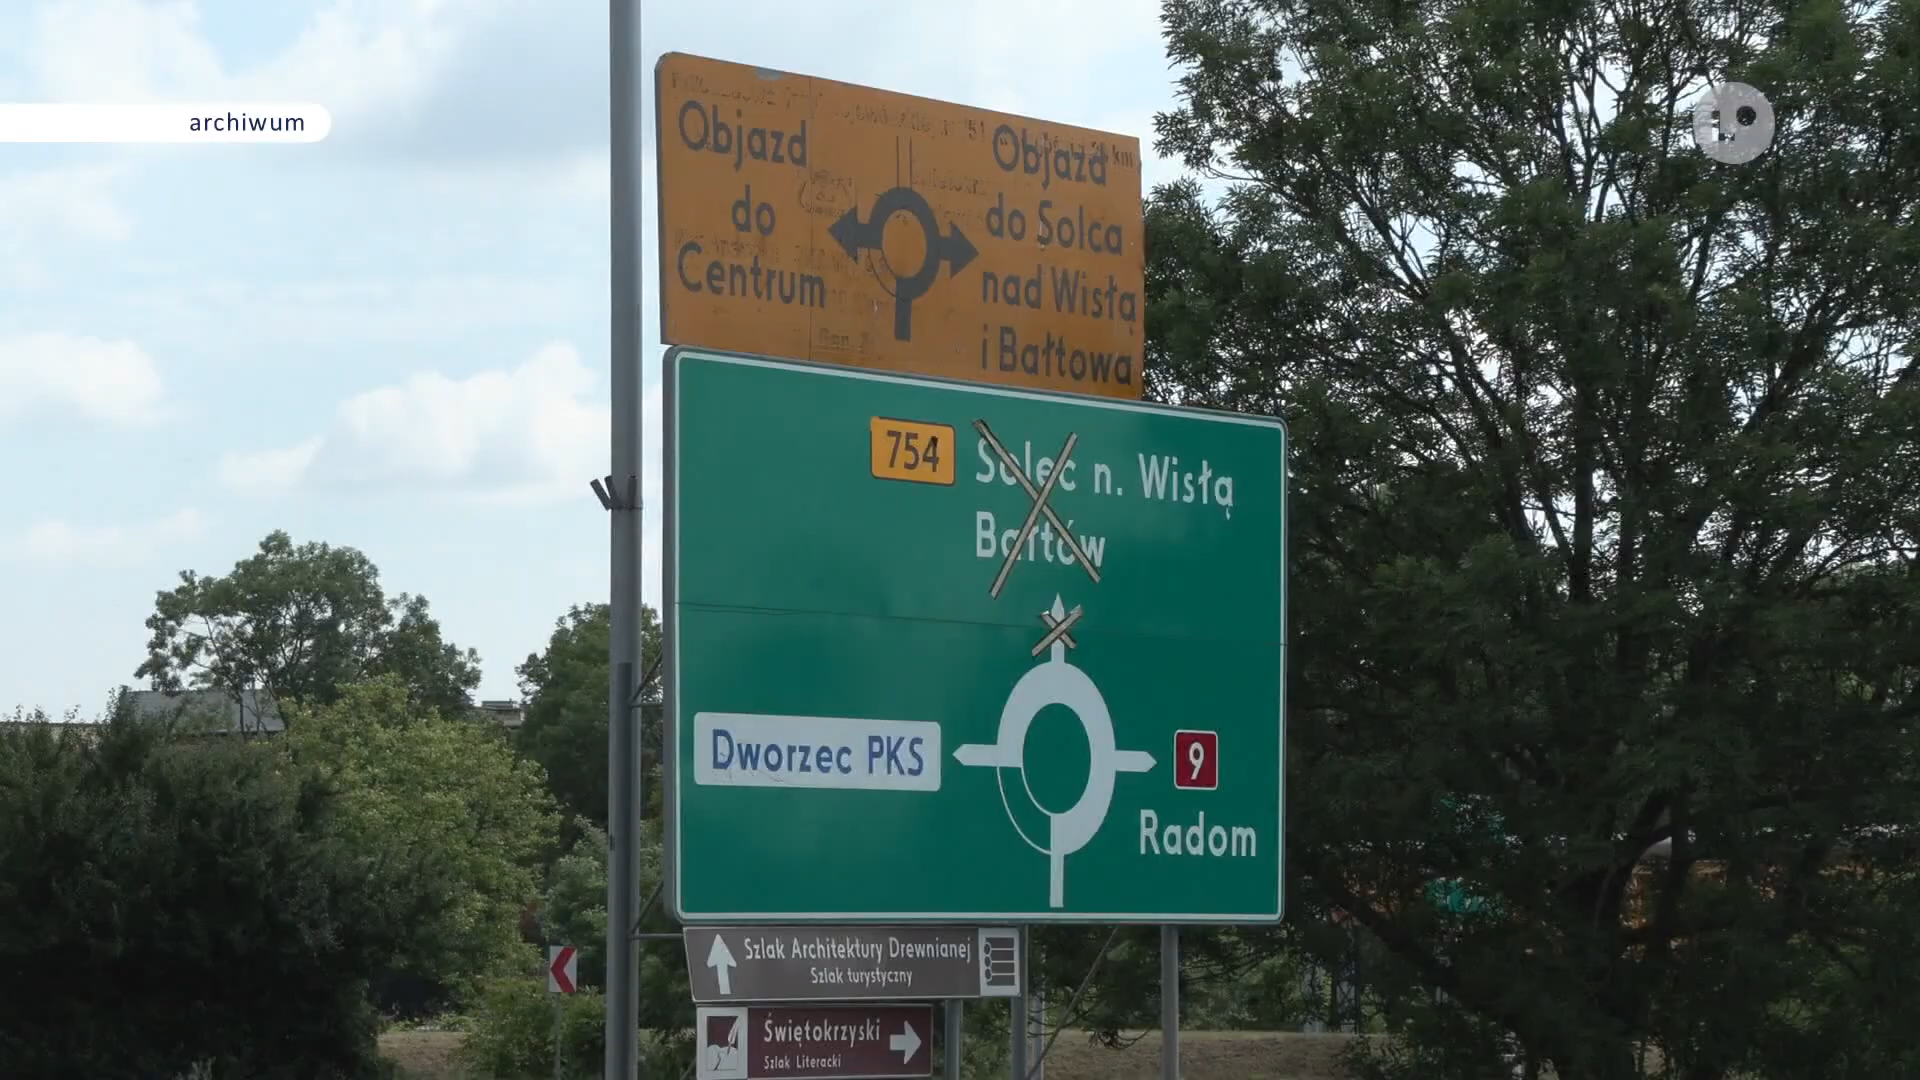 archiwum
Objazd
do
Centrum
Objazd
do Solca
nad Wisłą
i Bałtowa
754
Solec n. Wisłą
Bałtów
Dworzec PKS
9
Radom
Szlak Architektury Drewnianej
Szlak turystyczny
Świętokrzyski
Szlak Literacki